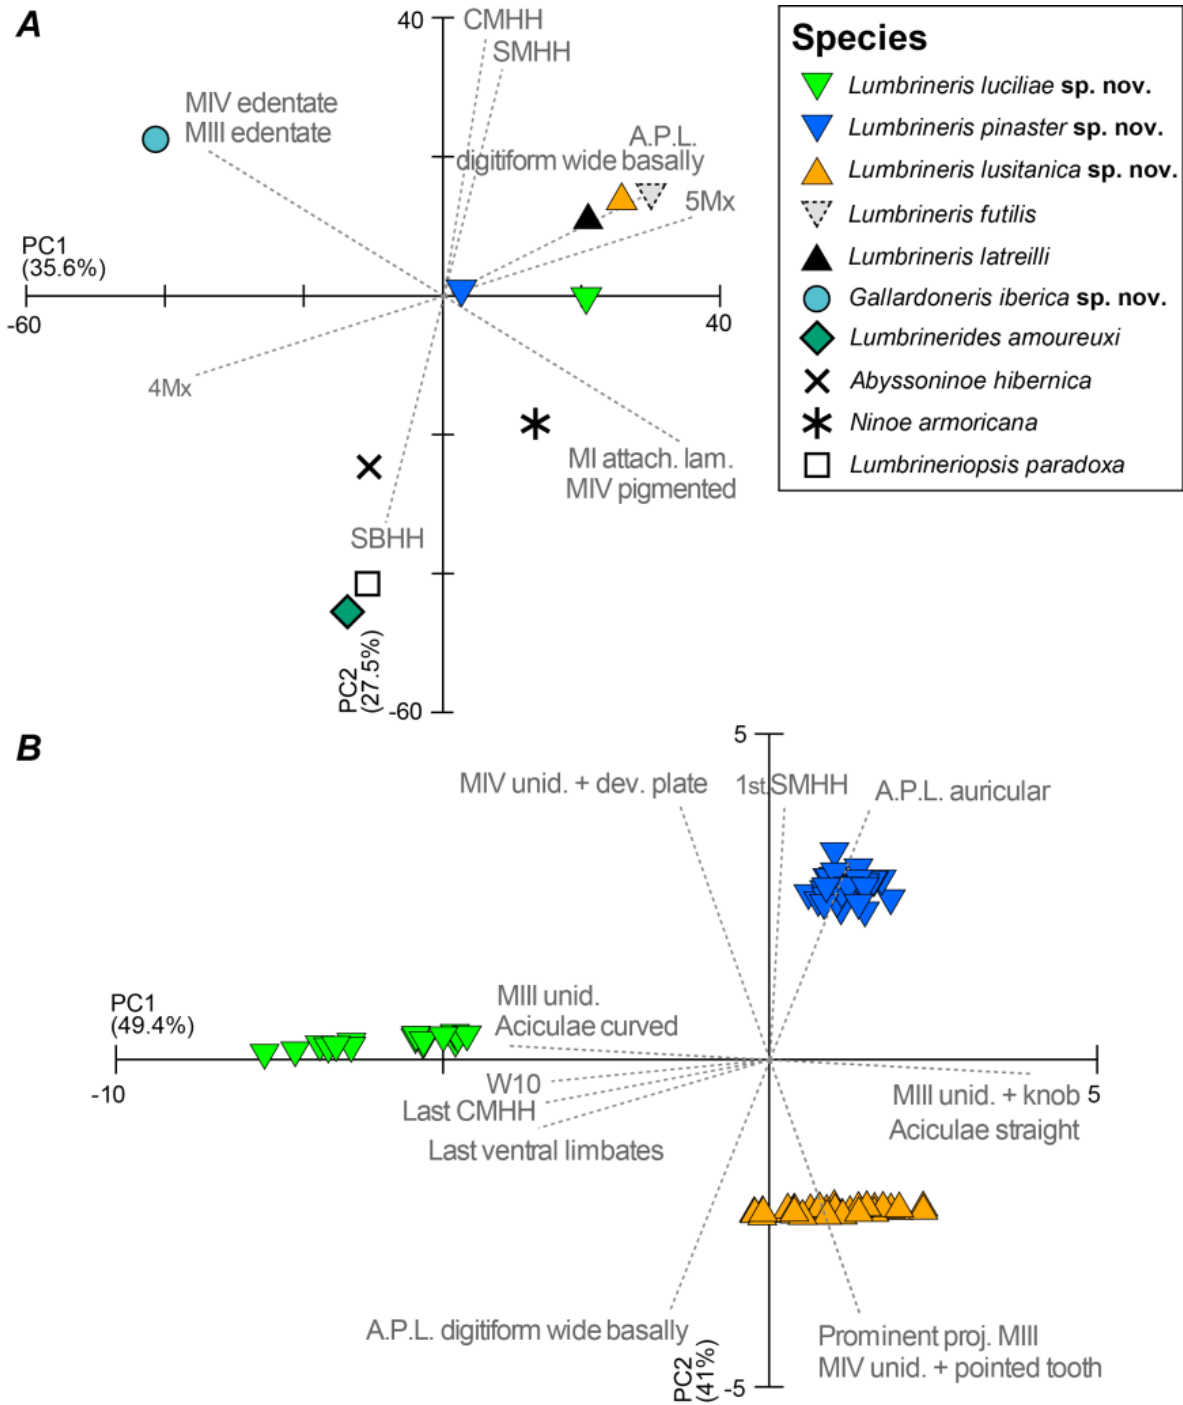 A
40
CMHH
SMHH
MIV edentate
MIII edentate
A.P.L.
digitiform wide basally
5Mx
PC1
(35.6%)
-60
40
4Mx
MI attach. lam.
MIV pigmented
SBHH
PC2
(27.5%)
-60
Species
Lumbrineris luciliae sp. nov.
Lumbrineris pinaster sp. nov.
Lumbrineris lusitanica sp. nov.
Lumbrineris futilis
Lumbrineris latreilli
Gallardoneris iberica sp. nov.
Lumbrinerides amoureuxi
Abyssoninoe hibernica
Ninoe armoricana
Lumbrineriopsis paradoxa
B
5
MIV unid. + dev. plate
1st.SMHH
A.P.L. auricular
PC1
(49.4%)
MIII unid.
Aciculae curved
-10
W10
Last CMHH
Last ventral limbates
MIII unid. + knob
5
Aciculae straight
A.P.L. digitiform wide basally
Prominent proj. MIII
MIV unid. + pointed tooth
PC2
(41%)
-5